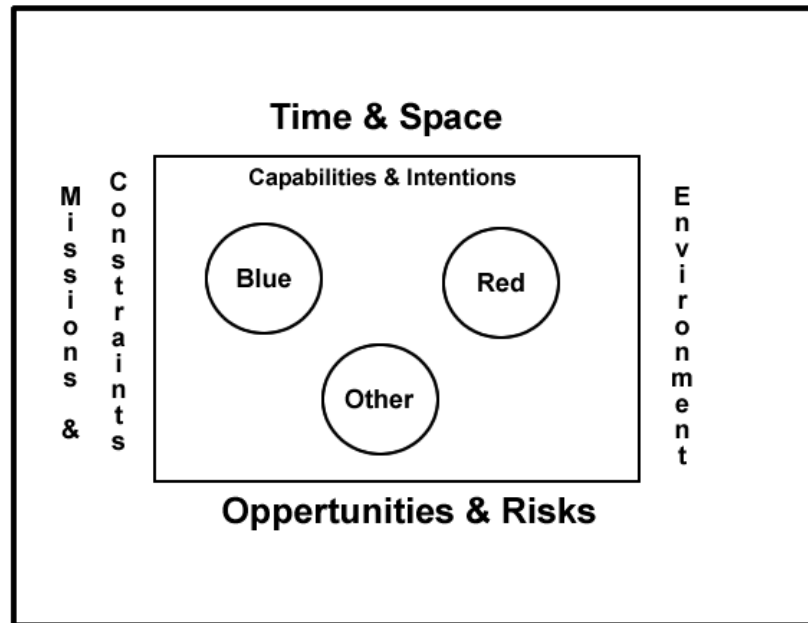 Time & Space
Missions &
Constraints
Capabilities & Intentions
Blue
Red
Other
Environment
Oppertunities & Risks